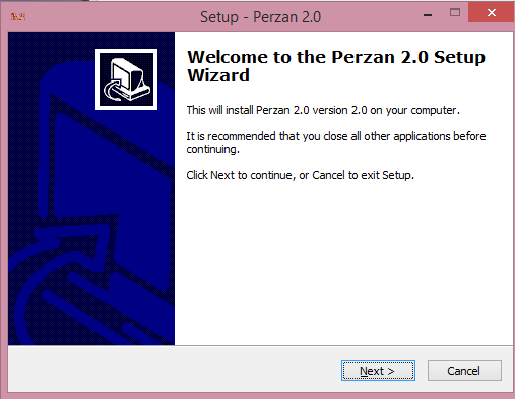 Setup - Perzan 2.0
Welcome to the Perzan 2.0 Setup
Wizard
This will install Perzan 2.0 version 2.0 on your computer.
It is recommended that you close all other applications before
continuing.
Click Next to continue, or Cancel to exit Setup.
Next >
Cancel